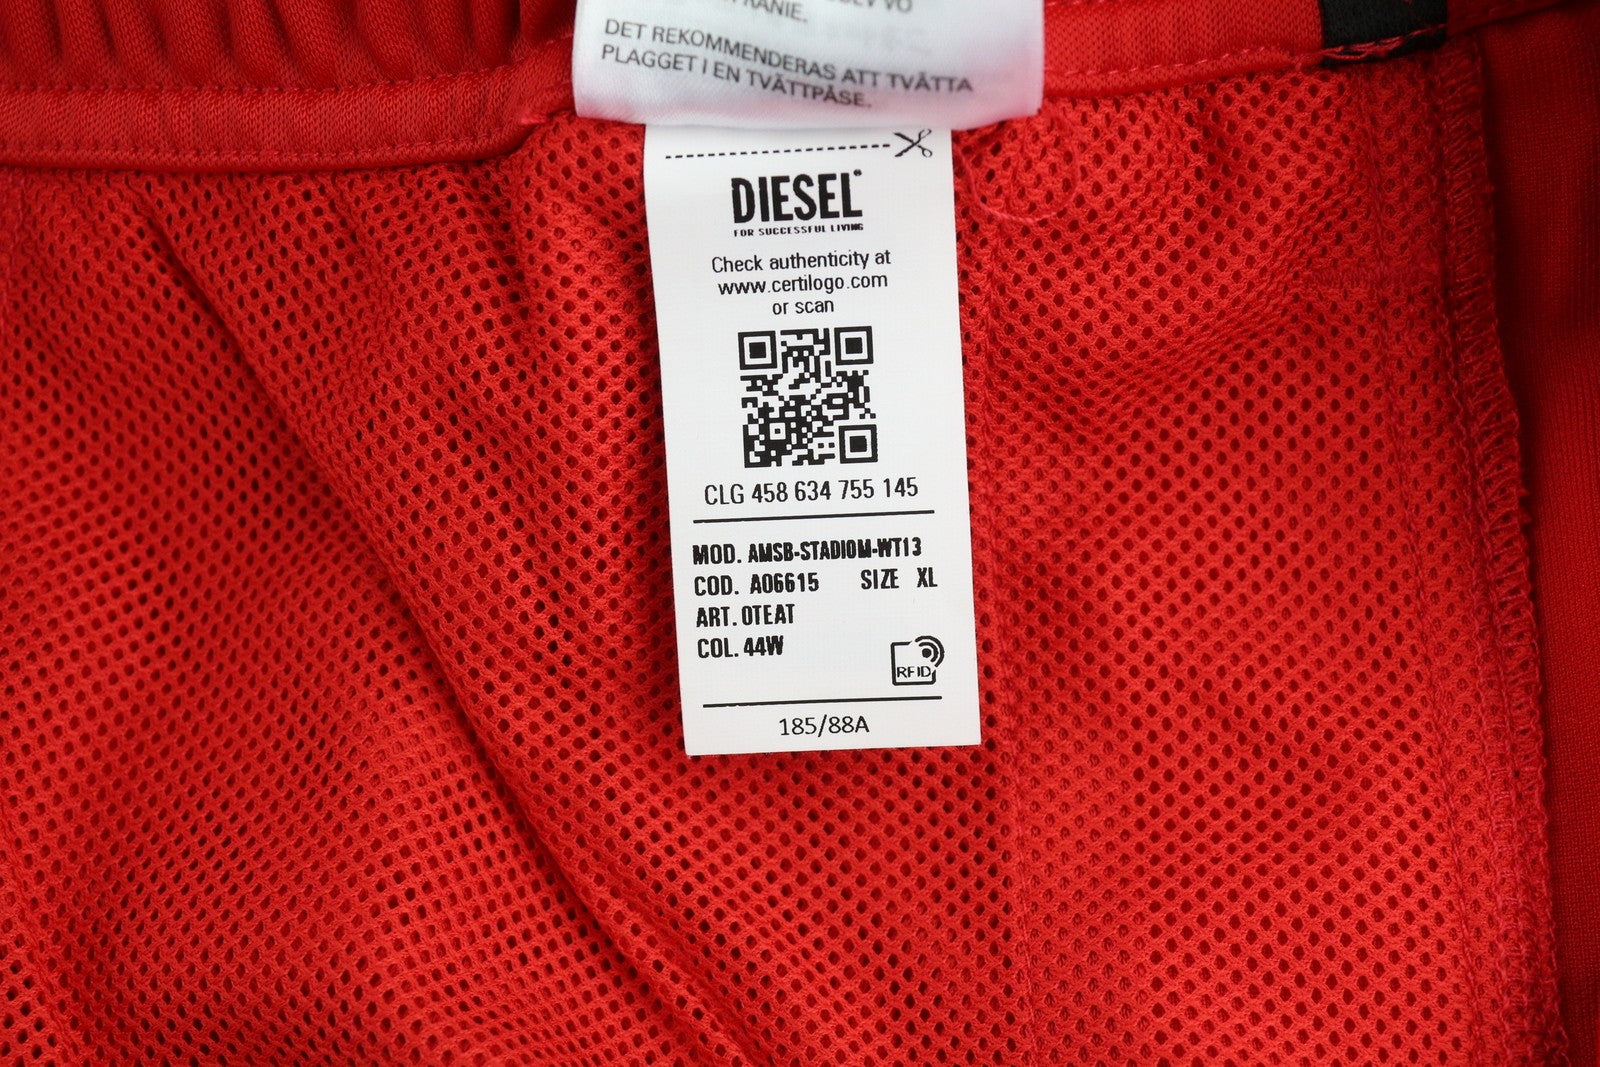 RANIE.
DET REKOMMENDERAS ATT TVÄTTA
PLAGGET I EN TVÄTTPÅSE.
DIESEL
FOR SUCCESSFUL LIVING
Check authenticity at
www.certilogo.com
or scan
CLG 458 634 755 145
MOD. AMSB-STADIOM-WT13
COD. A06615 SIZE XL
ART. 0TEAT
COL. 44W
RFID
185/88A